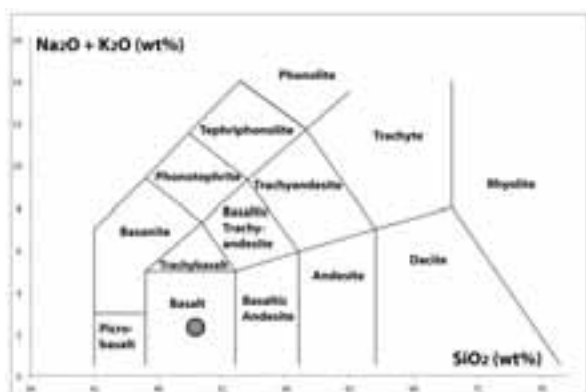 Na2O + K2O (wt%)
Phonolite
Tephriphonolite
Trachyte
Phonotephrite
Trachyandesite
Rhyolite
Basanite
Basaltic
Trachy-
andesite
Trachybasalt
Andesite
Dacite
Basalt
Basaltic
Andesite
Picro-
basalt
SiO2 (wt%)